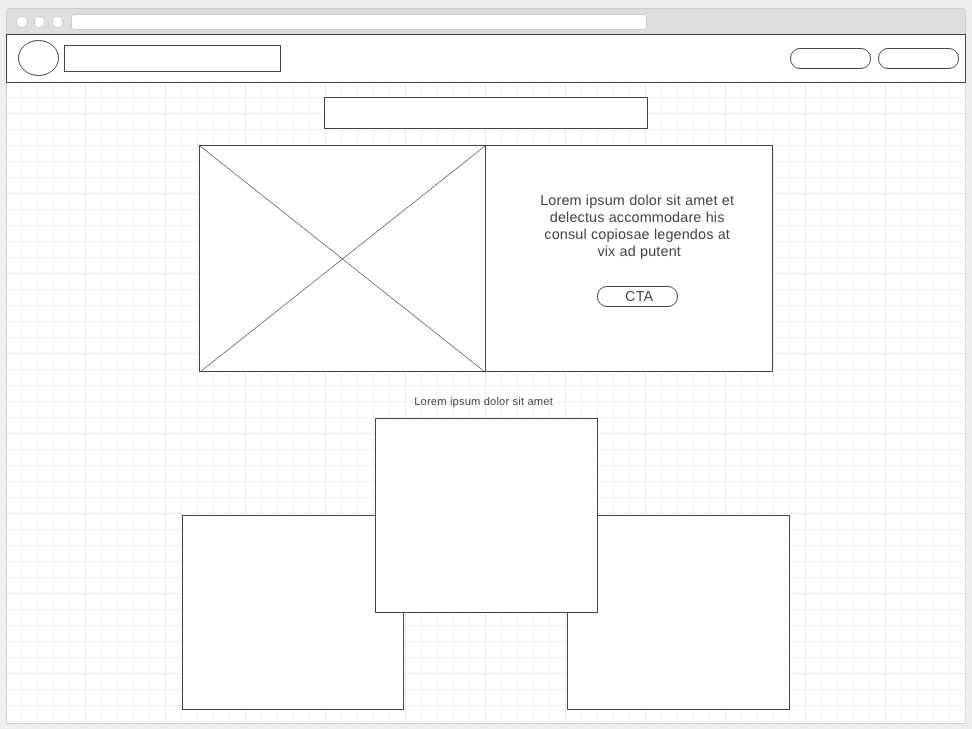 Lorem ipsum dolor sit amet et
delectus accommodare his
consul copiosae legendos at
vix ad putent
CTA
Lorem ipsum dolor sit amet